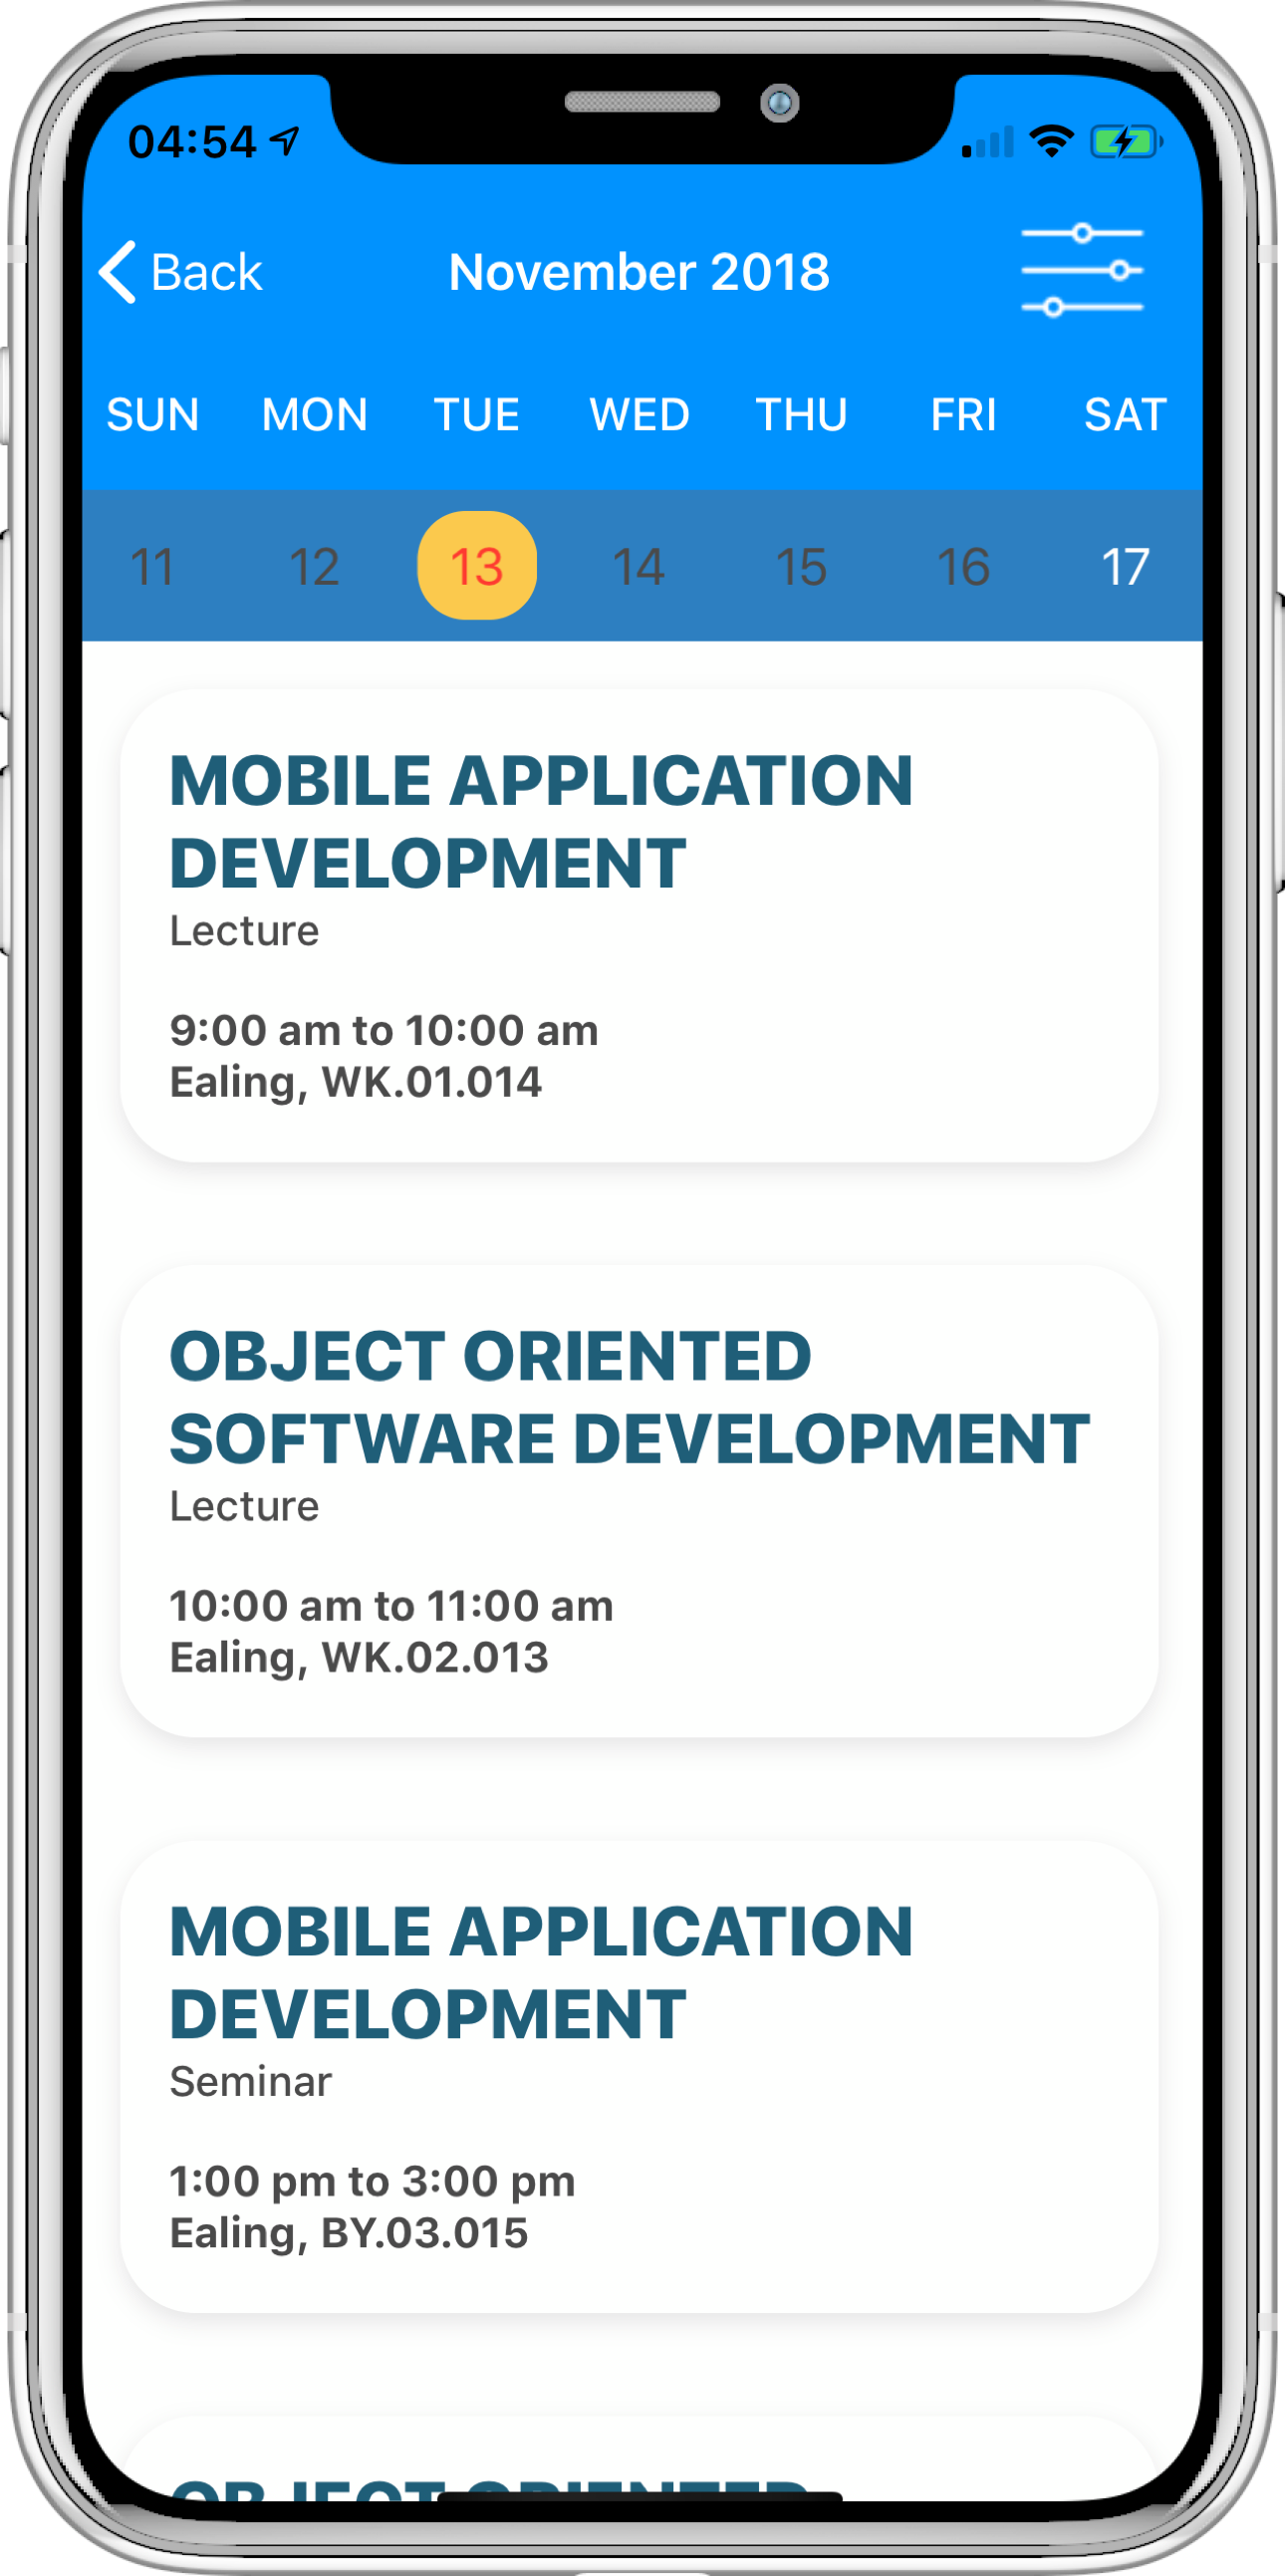 04:54
Back November 2018
SUN MON TUE WED THU FRI SAT
11 12 13 14 15 16 17
MOBILE APPLICATION
DEVELOPMENT
Lecture
9:00 am to 10:00 am
Ealing, WK.01.014
OBJECT ORIENTED
SOFTWARE DEVELOPMENT
Lecture
10:00 am to 11:00 am
Ealing, WK.02.013
MOBILE APPLICATION
DEVELOPMENT
Seminar
1:00 pm to 3:00 pm
Ealing, BY.03.015
OBJECT ORIENTED